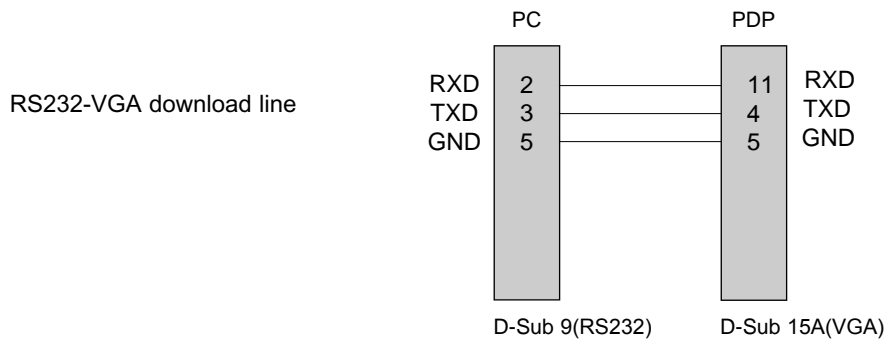 PC PDP
RXD 2 11 RXD
RS232-VGA download line
TXD 3 4 TXD
GND 5 5 GND
D-Sub 9(RS232) D-Sub 15A(VGA)